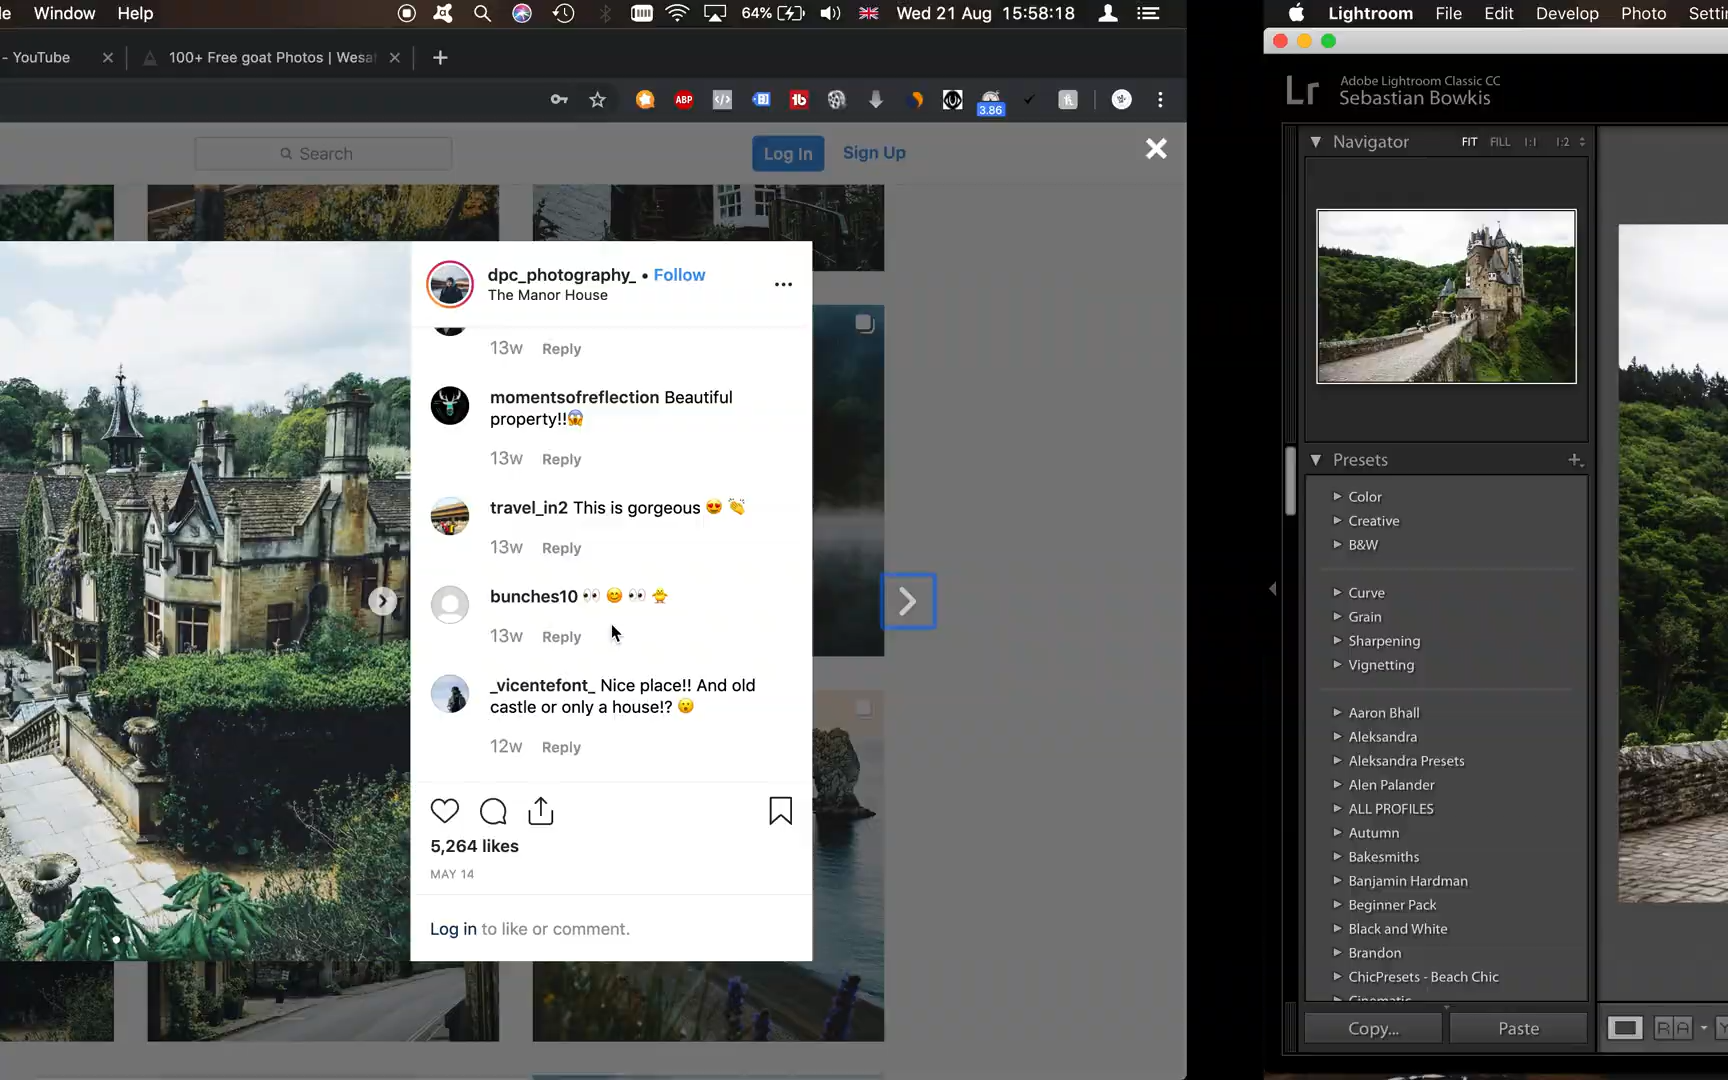 Window Help
64% Wed 21 Aug 15:58:18
Lightroom File Edit Develop Photo
- YouTube
100+ Free goat Photos | Wesa
ABP
3.86
Search
Log In Sign Up
Lr
Adobe Lightroom Classic CC
Sebastian Bowkis
Navigator FIT FILL 1:1 1:2
dpc_photography_ • Follow
The Manor House
13w Reply
momentsofreflection Beautiful
property!!😱
13w Reply
travel_in2 This is gorgeous 😍 👏
13w Reply
bunches10 👀 😊 👀 🐥
13w Reply
_vicentefont_ Nice place!! And old
castle or only a house!? 😮
12w Reply
5,264 likes
MAY 14
Log in to like or comment.
Presets
Color
Creative
B&W
Curve
Grain
Sharpening
Vignetting
Aaron Bhall
Aleksandra
Aleksandra Presets
Alen Palander
ALL PROFILES
Autumn
Bakesmiths
Banjamin Hardman
Beginner Pack
Black and White
Brandon
ChicPresets - Beach Chic
Cinematic
Copy... Paste
R A